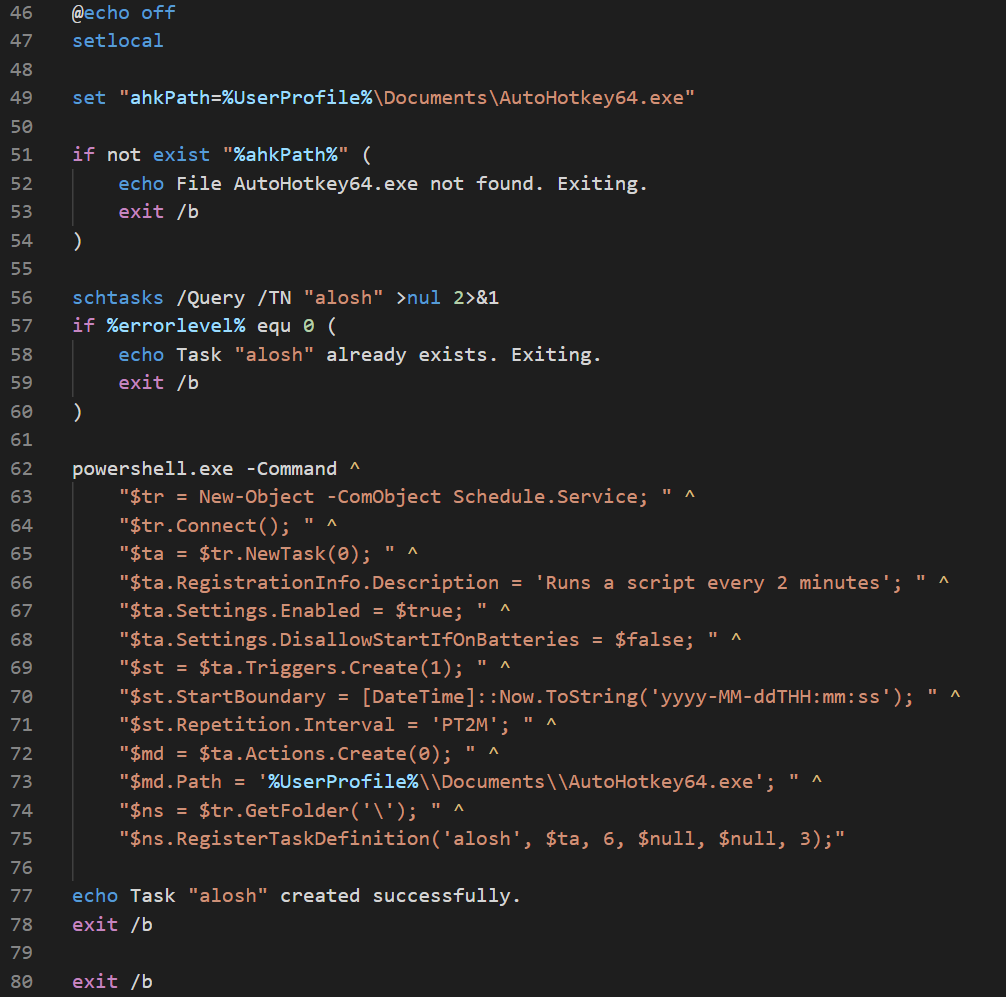 46 @echo off
47 setlocal
48
49 set "ahkPath=%UserProfile%\Documents\AutoHotkey64.exe"
50
51 if not exist "%ahkPath%" (
52     echo File AutoHotkey64.exe not found. Exiting.
53     exit /b
54 )
55
56 schtasks /Query /TN "alosh" >nul 2>&1
57 if %errorlevel% equ 0 (
58     echo Task "alosh" already exists. Exiting.
59     exit /b
60 )
61
62 powershell.exe -Command ^
63     "$tr = New-Object -ComObject Schedule.Service; " ^
64     "$tr.Connect(); " ^
65     "$ta = $tr.NewTask(0); " ^
66     "$ta.RegistrationInfo.Description = 'Runs a script every 2 minutes'; " ^
67     "$ta.Settings.Enabled = $true; " ^
68     "$ta.Settings.DisallowStartIfOnBatteries = $false; " ^
69     "$st = $ta.Triggers.Create(1); " ^
70     "$st.StartBoundary = [DateTime]::Now.ToString('yyyy-MM-ddTHH:mm:ss'); " ^
71     "$st.Repetition.Interval = 'PT2M'; " ^
72     "$md = $ta.Actions.Create(0); " ^
73     "$md.Path = '%UserProfile%\\Documents\\AutoHotkey64.exe'; " ^
74     "$ns = $tr.GetFolder('\'); " ^
75     "$ns.RegisterTaskDefinition('alosh', $ta, 6, $null, $null, 3);"
76
77 echo Task "alosh" created successfully.
78 exit /b
79
80 exit /b